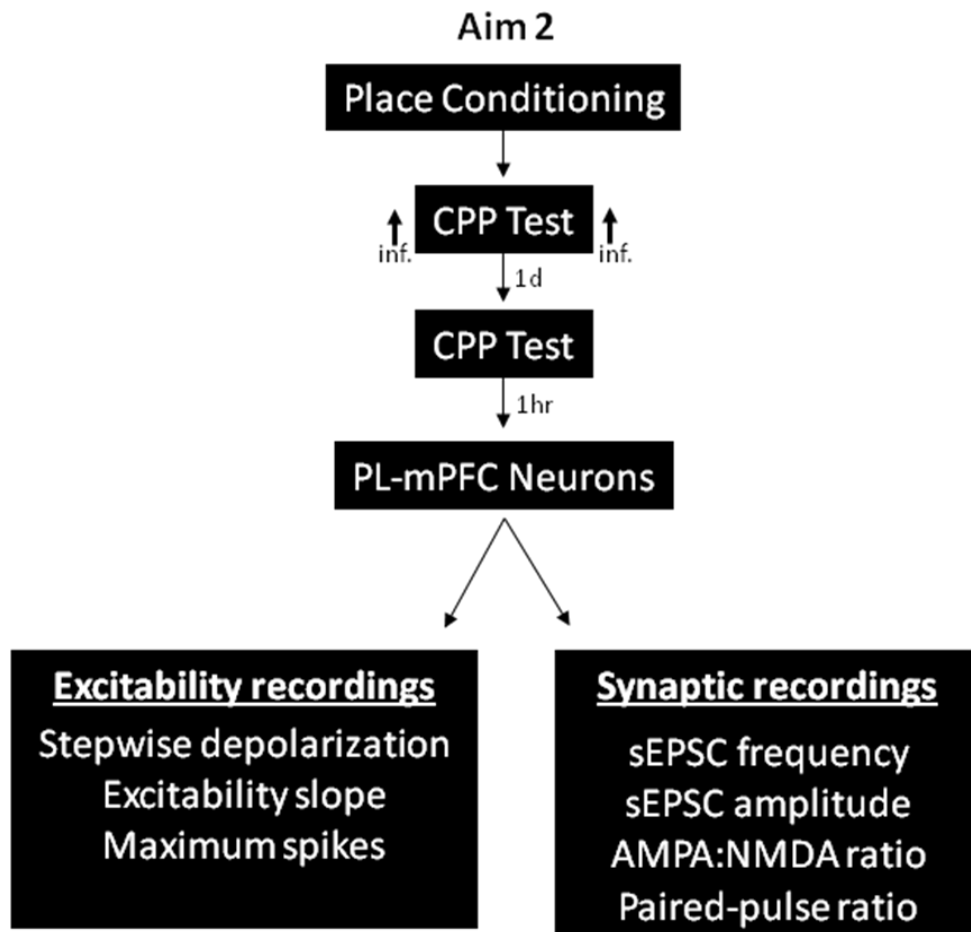 Aim 2
Place Conditioning
CPP Test
inf.
inf.
1d
CPP Test
1hr
PL-mPFC Neurons
Excitability recordings
Stepwise depolarization
Excitability slope
Maximum spikes
Synaptic recordings
sEPSC frequency
sEPSC amplitude
AMPA:NMDA ratio
Paired-pulse ratio